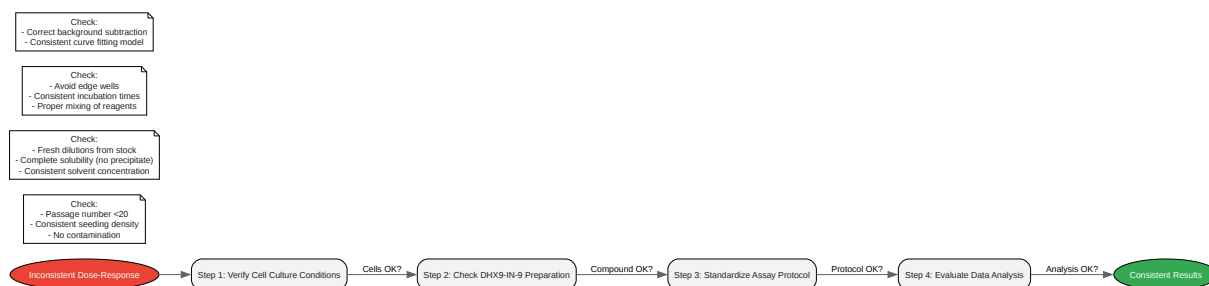 Check:
- Correct background subtraction
- Consistent curve fitting model
Check:
- Avoid edge wells
- Consistent incubation times
- Proper mixing of reagents
Check:
- Fresh dilutions from stock
- Complete solubility (no precipitate)
- Consistent solvent concentration
Check:
- Passage number <20
- Consistent seeding density
- No contamination
Inconsistent Dose-Response
Step 1: Verify Cell Culture Conditions
Cells OK?
Step 2: Check DHX9-IN-9 Preparation
Compound OK?
Step 3: Standardize Assay Protocol
Protocol OK?
Step 4: Evaluate Data Analysis
Analysis OK?
Consistent Results